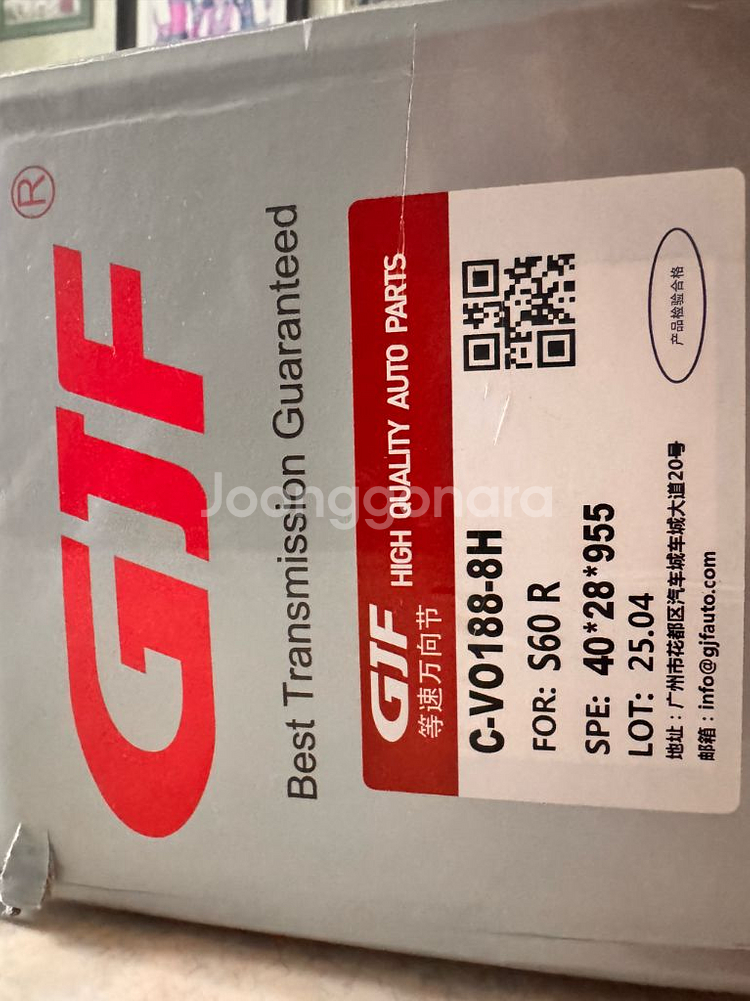 GJF®
Best Transmission Guaranteed
GJF HIGH QUALITY AUTO PARTS
等速万向节
C-VO188-8H
FOR: S60 R
SPE: 40*28*955
LOT: 25.04
地址：广州市花都区汽车城车城大道20号
邮箱：info@gjfauto.com
产品检验合格
Joonggonara